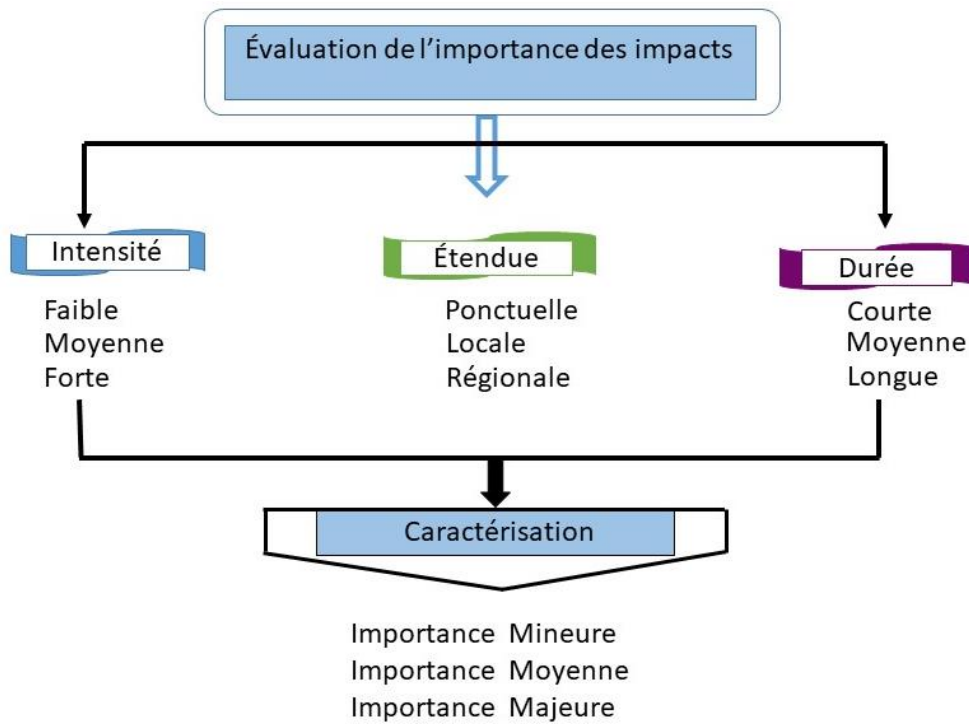 Évaluation de l'importance des impacts
Intensité
Faible
Moyenne
Forte
Étendue
Ponctuelle
Locale
Régionale
Durée
Courte
Moyenne
Longue
Caractérisation
Importance Mineure
Importance Moyenne
Importance Majeure